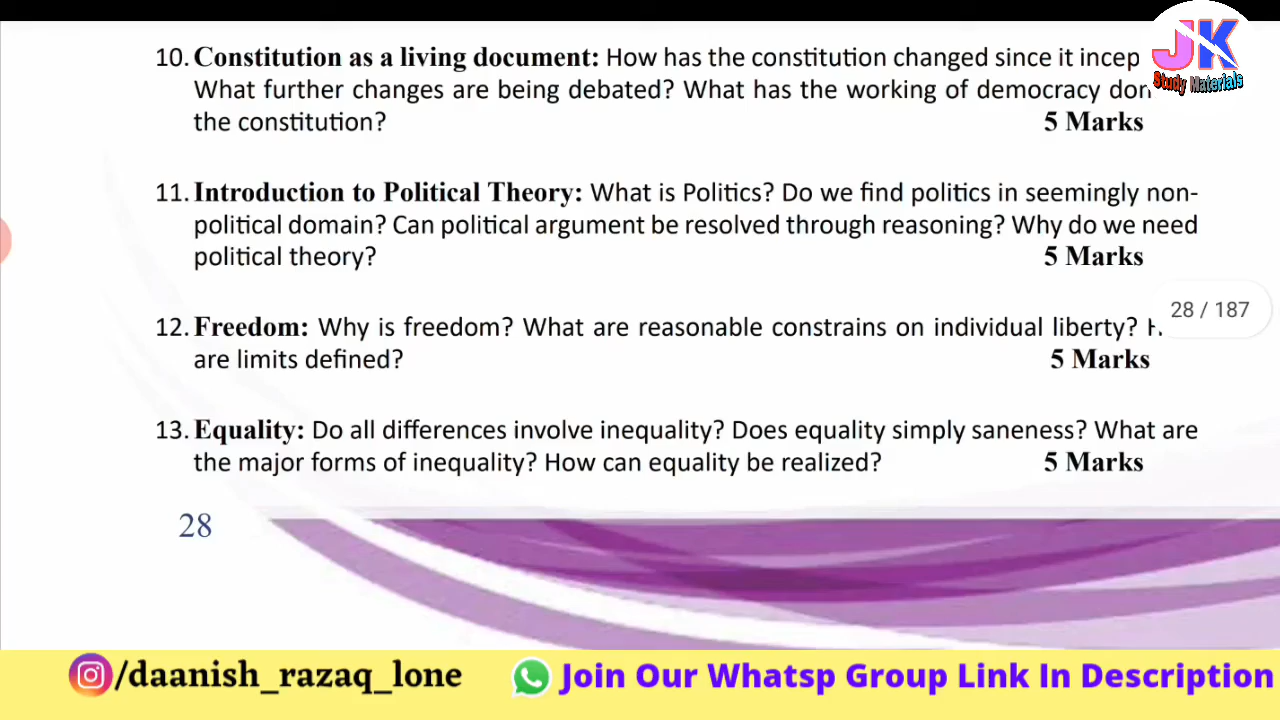 JK
Study Materials
10. Constitution as a living document: How has the constitution changed since it incep
What further changes are being debated? What has the working of democracy
the constitution? 5 Marks
11. Introduction to Political Theory: What is Politics? Do we find politics in seemingly non-
political domain? Can political argument be resolved through reasoning? Why do we need
political theory? 5 Marks
28 / 187
12. Freedom: Why is freedom? What are reasonable constrains on individual liberty?
are limits defined? 5 Marks
13. Equality: Do all differences involve inequality? Does equality simply saneness? What are
the major forms of inequality? How can equality be realized? 5 Marks
28
/daanish_razaq_lone Join Our Whatsp Group Link In Description